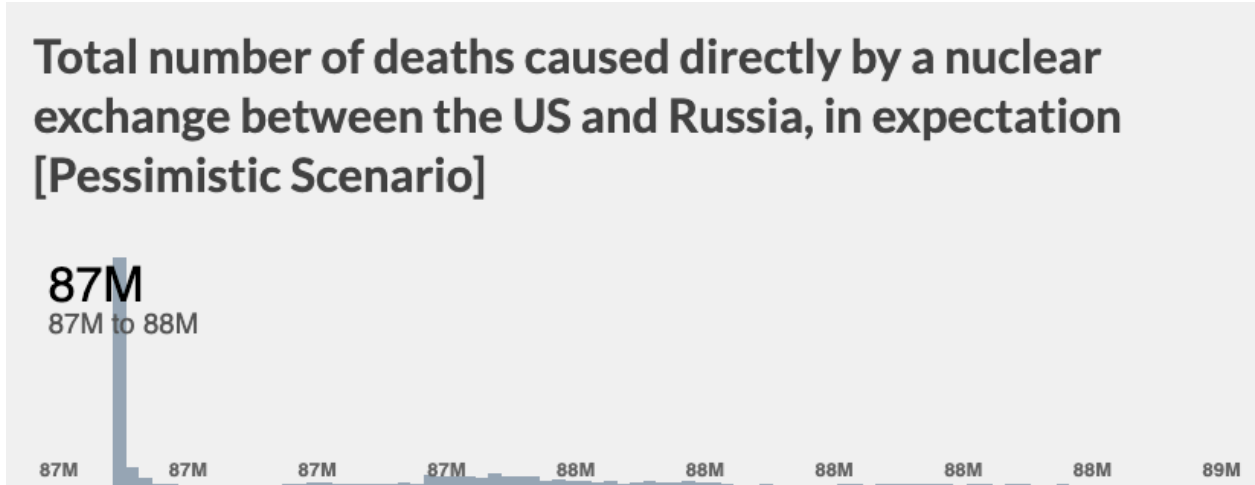 Total number of deaths caused directly by a nuclear
exchange between the US and Russia, in expectation
[Pessimistic Scenario]
87M
87M to 88M
87M 87M 87M 87M 88M 88M 88M 88M 88M 89M